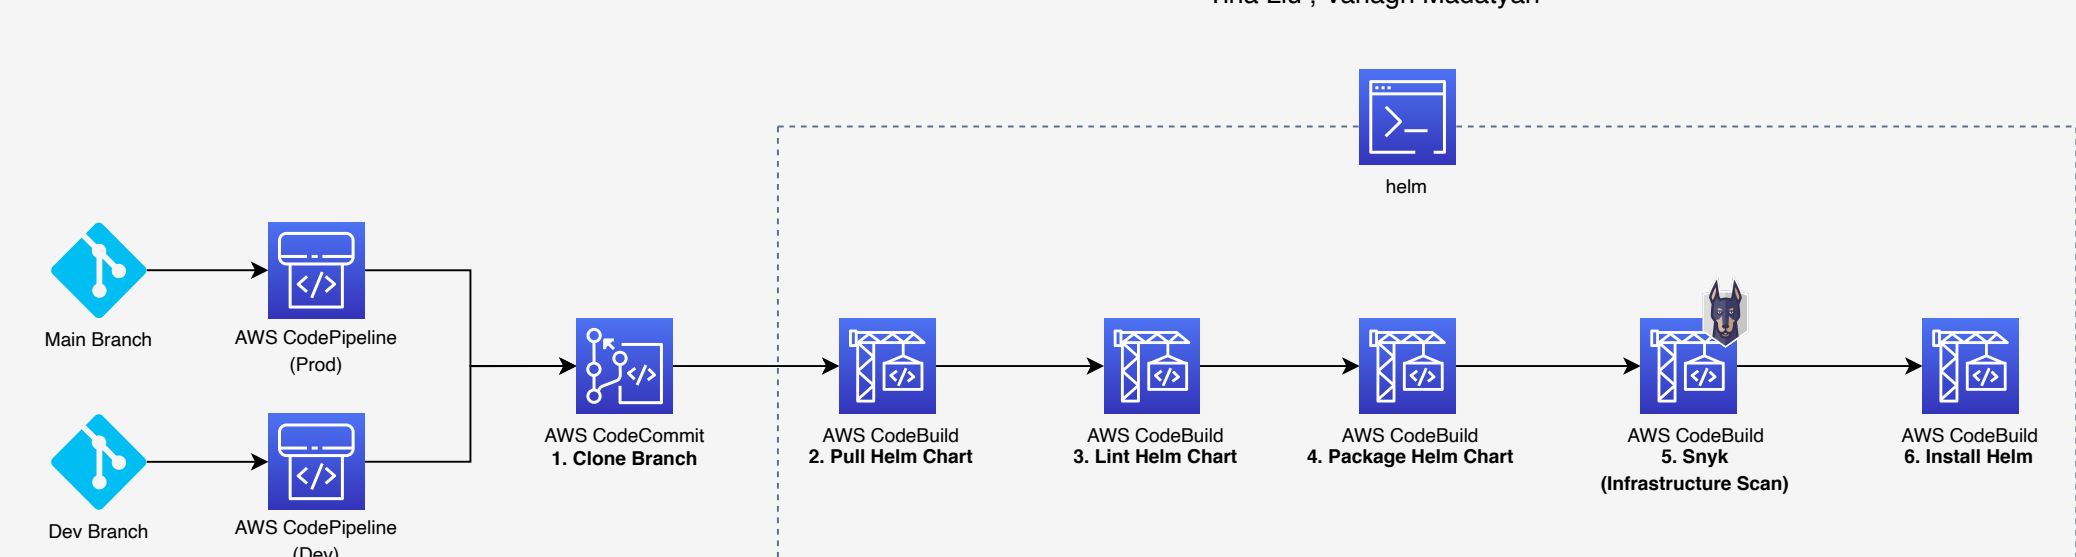 helm
Main Branch
AWS CodePipeline
(Prod)
AWS CodeCommit
1. Clone Branch
AWS CodeBuild
2. Pull Helm Chart
AWS CodeBuild
3. Lint Helm Chart
AWS CodeBuild
4. Package Helm Chart
AWS CodeBuild
5. Snyk
(Infrastructure Scan)
AWS CodeBuild
6. Install Helm
Dev Branch
AWS CodePipeline
(Dev)